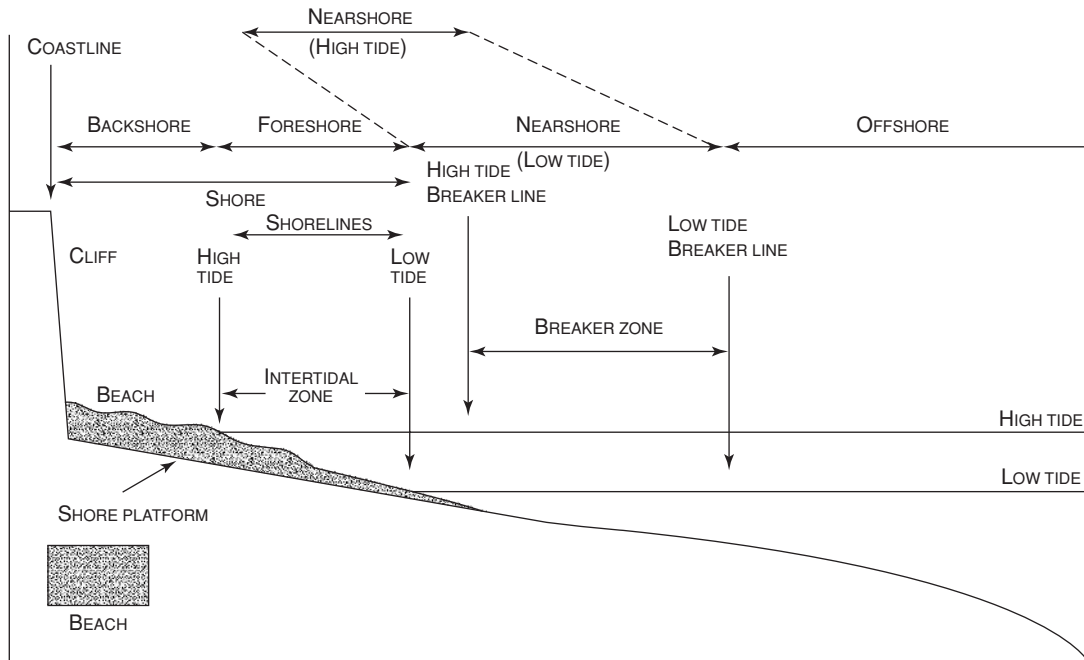 NEARSHORE
(HIGH TIDE)
COASTLINE
BACKSHORE
FORESHORE
NEARSHORE
(LOW TIDE)
OFFSHORE
HIGH TIDE
BREAKER LINE
SHORE
SHORELINES
LOW TIDE
BREAKER LINE
CLIFF
HIGH
TIDE
LOW
TIDE
BREAKER ZONE
INTERTIDAL
ZONE
BEACH
HIGH TIDE
LOW TIDE
SHORE PLATFORM
BEACH